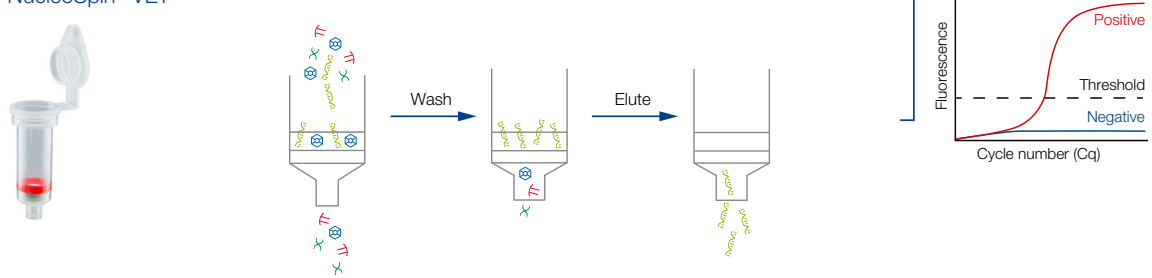 Wash
Elute
Fluorescence
Positive
Threshold
Negative
Cycle number (Cq)